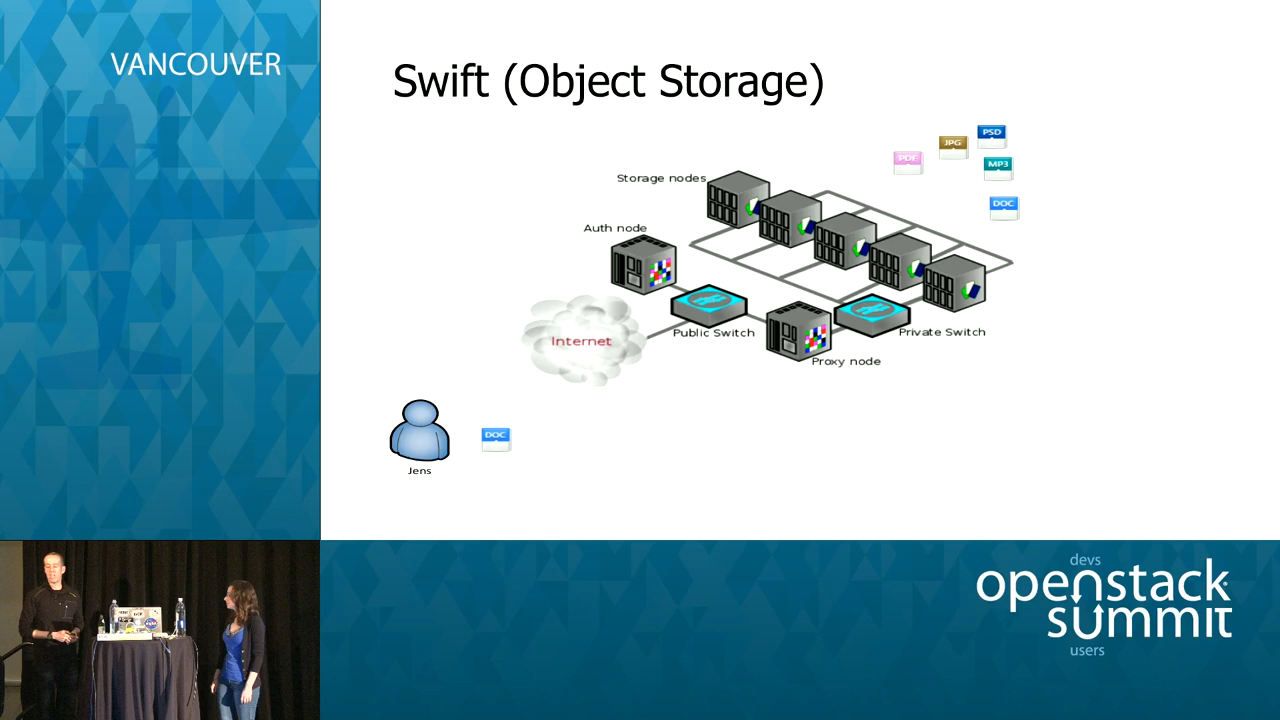 VANCOUVER
Swift (Object Storage)
PSD
JPG
PDF
MP3
Storage nodes
DOC
Auth node
Internet
Public Switch
Private Switch
Proxy node
DOC
Jens
devs
openstack
summit
users